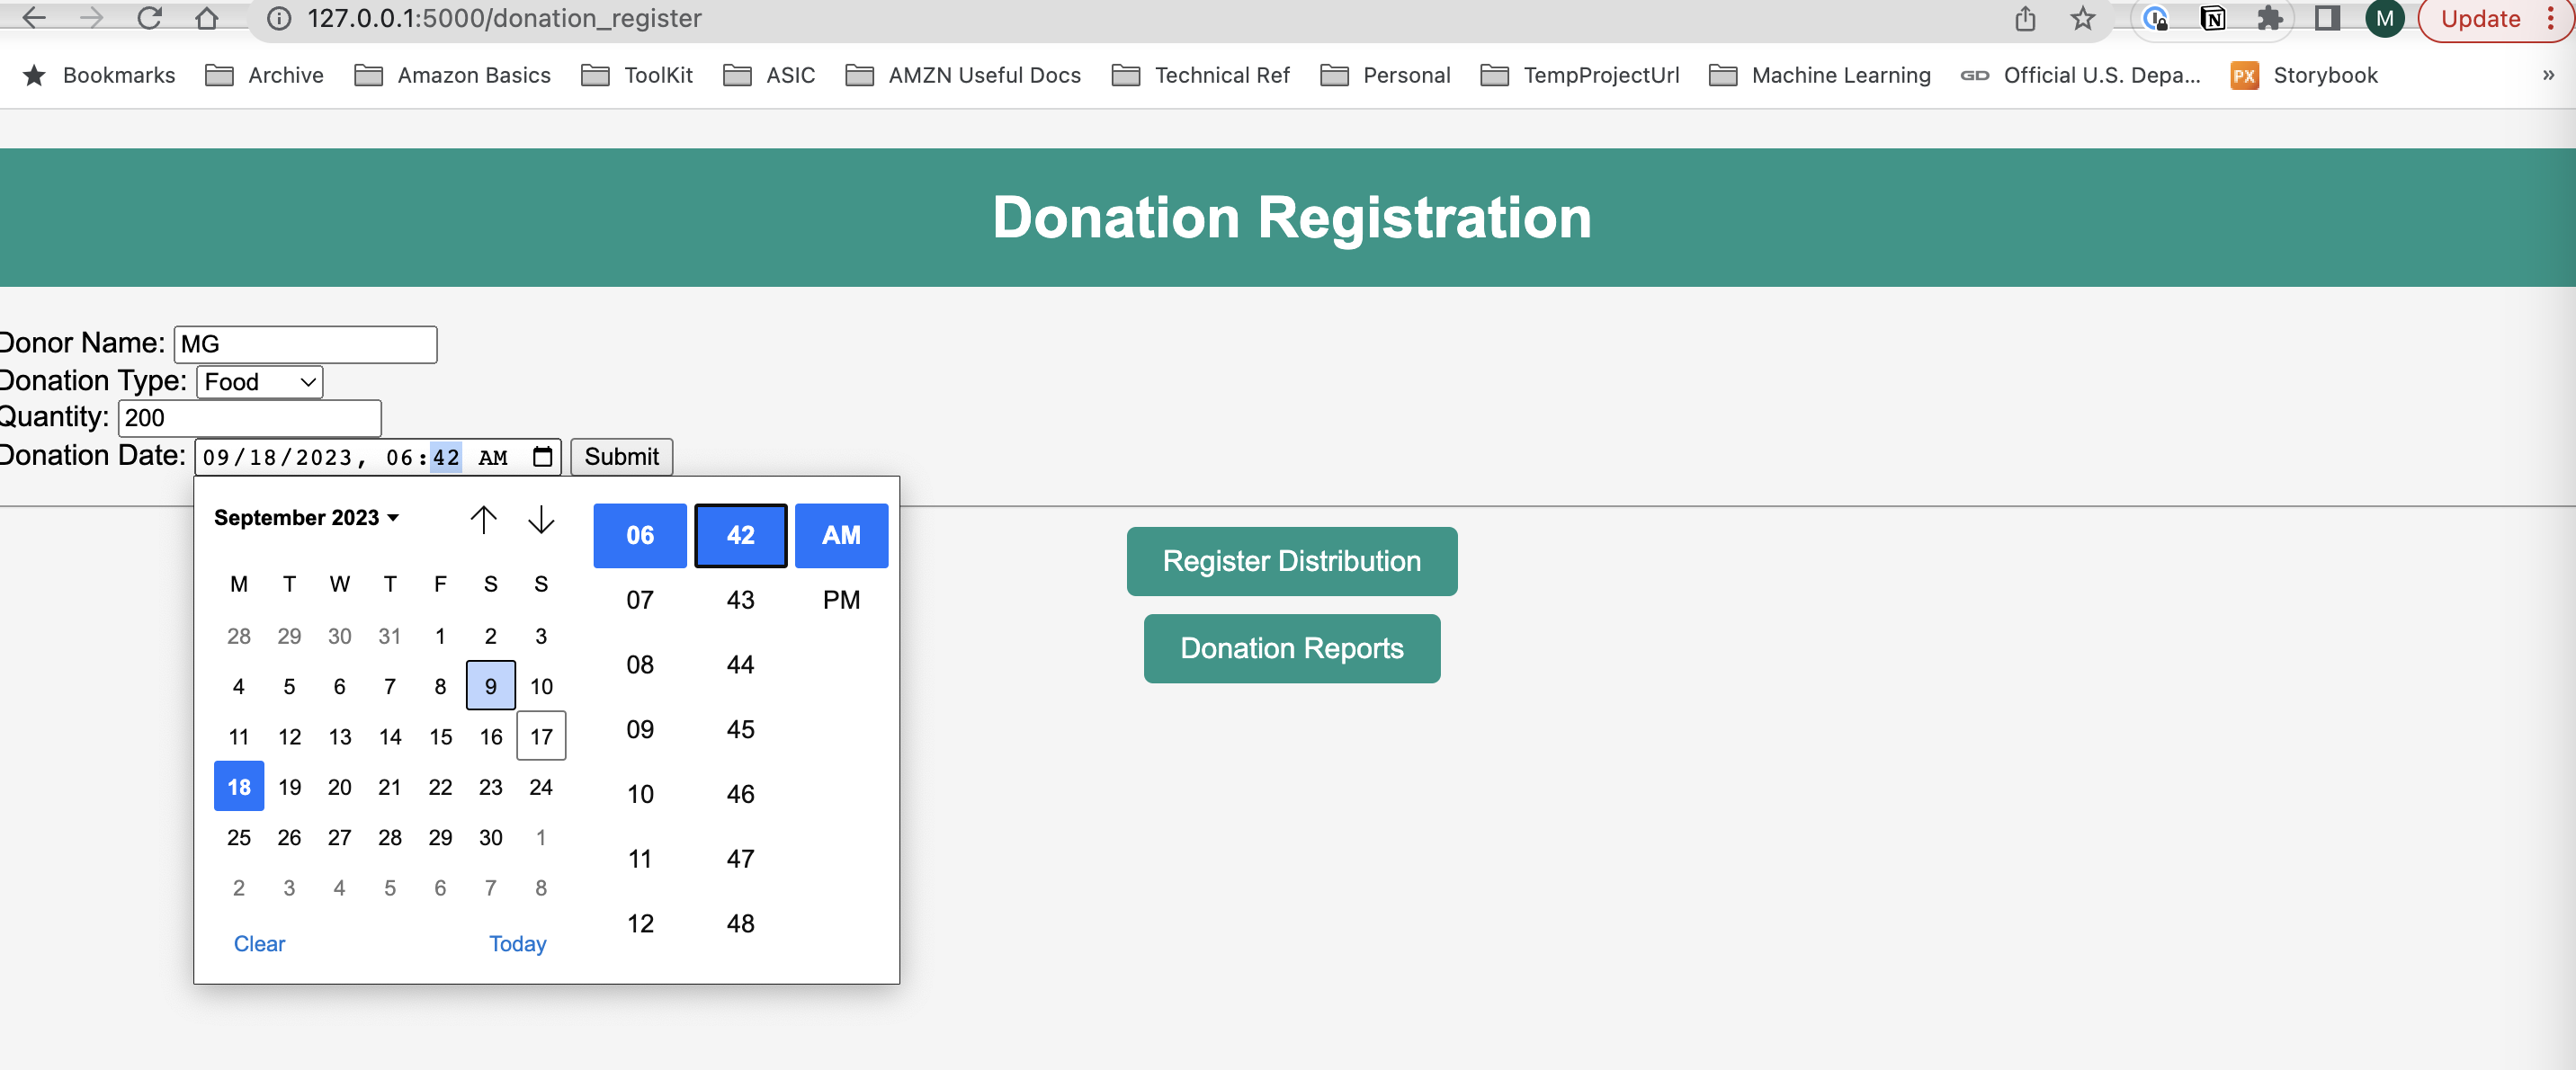 127.0.0.1:5000/donation_register
M
Update
Bookmarks Archive Amazon Basics ToolKit ASIC AMZN Useful Docs Technical Ref Personal TempProjectUrl Machine Learning GD Official U.S. Depa... PX Storybook »
Donation Registration
Donor Name: MG
Donation Type: Food
Quantity: 200
Donation Date: 09/18/2023, 06:42 AM Submit
September 2023
M T W T F S S
28 29 30 31 1 2 3
4 5 6 7 8 9 10
11 12 13 14 15 16 17
18 19 20 21 22 23 24
25 26 27 28 29 30 1
2 3 4 5 6 7 8
Clear Today
06 42 AM
07 43 PM
08 44
09 45
10 46
11 47
12 48
Register Distribution
Donation Reports